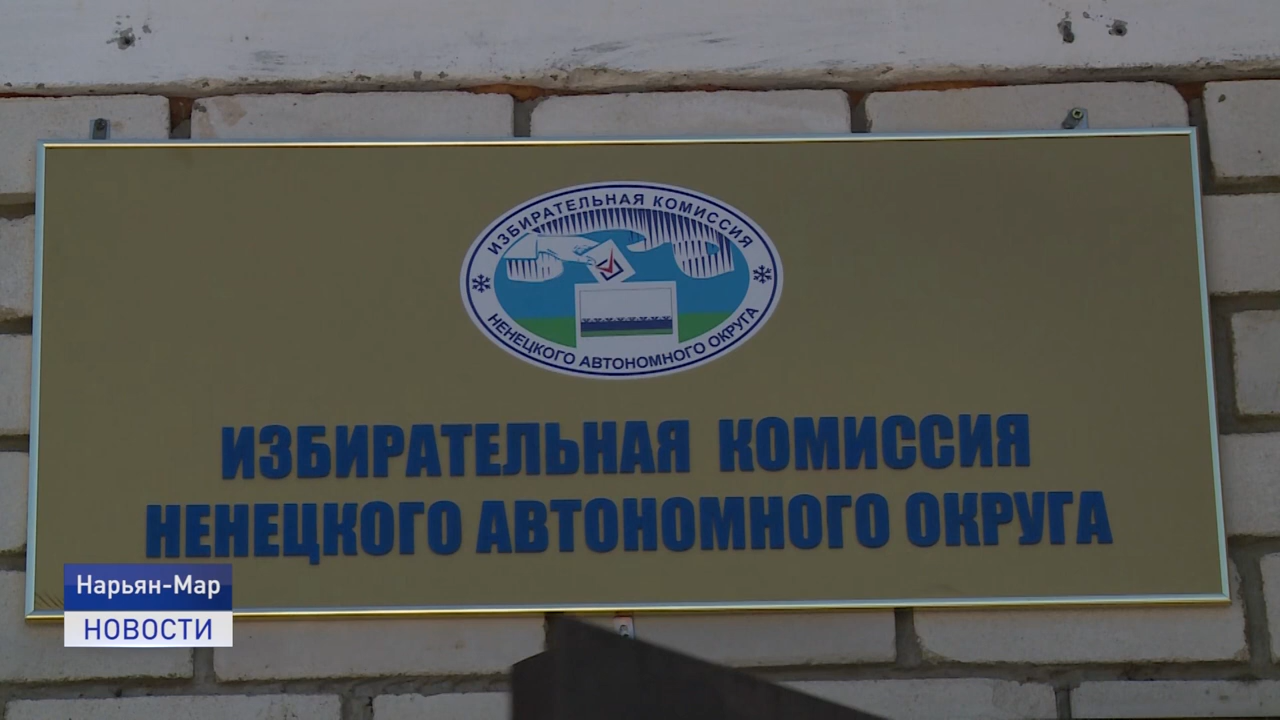 ИЗБИРАТЕЛЬНАЯ КОМИССИЯ
НЕНЕЦКОГО АВТОНОМНОГО ОКРУГА
ИЗБИРАТЕЛЬНАЯ КОМИССИЯ
НЕНЕЦКОГО АВТОНОМНОГО ОКРУГА
Нарьян-Мар
НОВОСТИ